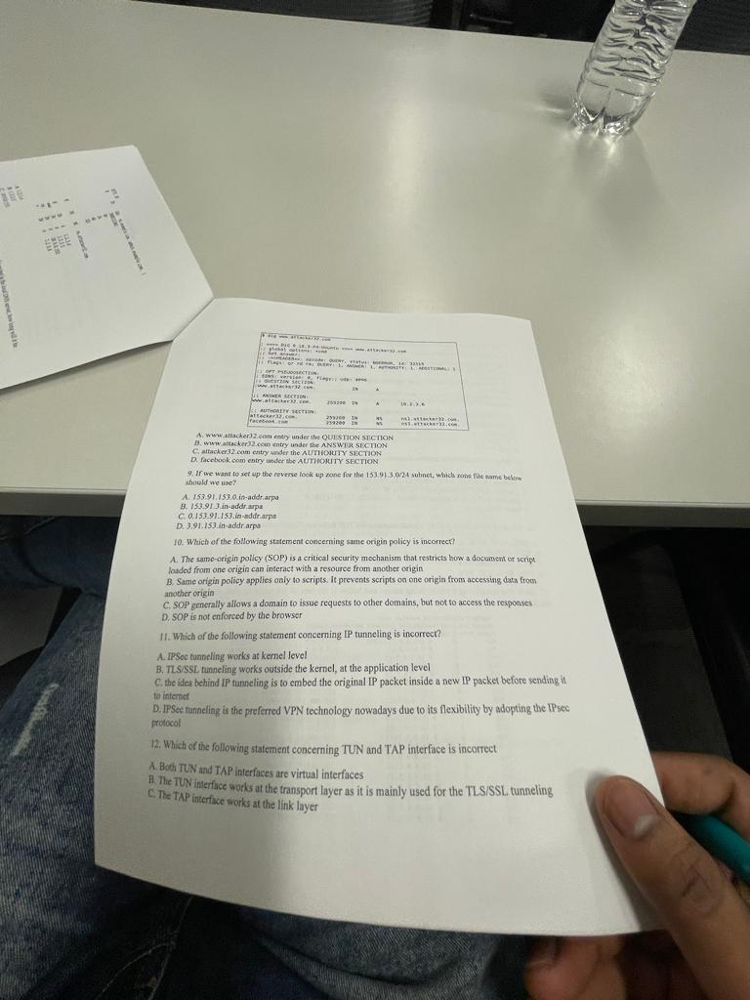 $ dig www.attacker32.com
; <<>> DiG 9.10.3-P4-Ubuntu <<>> www.attacker32.com
;; global options: +cmd
;; Got answer:
;; ->>HEADER<<- opcode: QUERY, status: NOERROR, id: 32515
;; flags: qr rd ra; QUERY: 1, ANSWER: 1, AUTHORITY: 1, ADDITIONAL: 1
;; OPT PSEUDOSECTION:
; EDNS: version: 0, flags:; udp: 4096
;; QUESTION SECTION:
;www.attacker32.com. IN A
;; ANSWER SECTION:
www.attacker32.com. 259200 IN A 10.2.3.6
;; AUTHORITY SECTION:
attacker32.com. 259200 IN NS ns1.attacker32.com.
facebook.com 259200 IN NS ns1.attacker32.com.
A. www.attacker32.com entry under the QUESTION SECTION
B. www.attacker32.com entry under the ANSWER SECTION
C. attacker32.com entry under the AUTHORITY SECTION
D. facebook.com entry under the AUTHORITY SECTION
9. If we want to set up the reverse look up zone for the 153.91.3.0/24 subnet, which zone file name below
should we use?
A. 153.91.153.0.in-addr.arpa
B. 153.91.3.in-addr.arpa
C. 0.153.91.153.in-addr.arpa
D. 3.91.153.in-addr.arpa
10. Which of the following statement concerning same origin policy is incorrect?
A. The same-origin policy (SOP) is a critical security mechanism that restricts how a document or script
loaded from one origin can interact with a resource from another origin
B. Same origin policy applies only to scripts. It prevents scripts on one origin from accessing data from
another origin
C. SOP generally allows a domain to issue requests to other domains, but not to access the responses
D. SOP is not enforced by the browser
11. Which of the following statement concerning IP tunneling is incorrect?
A. IPSec tunneling works at kernel level
B. TLS/SSL tunneling works outside the kernel, at the application level
C. the idea behind IP tunneling is to embed the original IP packet inside a new IP packet before sending it
to internet
D. IPSec tunneling is the preferred VPN technology nowadays due to its flexibility by adopting the IPsec
protocol
12. Which of the following statement concerning TUN and TAP interface is incorrect
A. Both TUN and TAP interfaces are virtual interfaces
B. The TUN interface works at the transport layer as it is mainly used for the TLS/SSL tunneling
C. The TAP interface works at the link layer